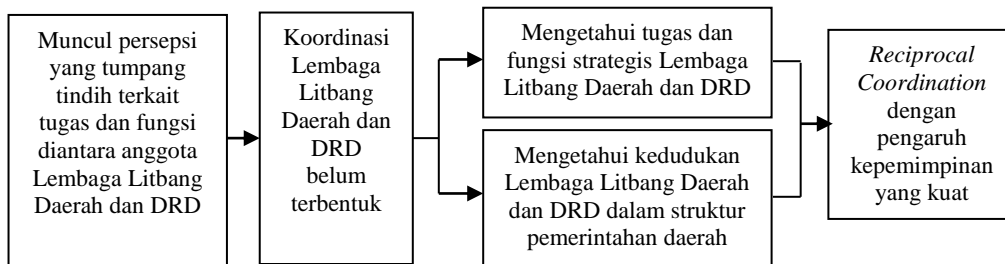 Muncul persepsi
yang tumpang
tindih terkait
tugas dan fungsi
diantara anggota
Lembaga Litbang
Daerah dan DRD
Koordinasi
Lembaga
Litbang
Daerah dan
DRD
belum
terbentuk
Mengetahui tugas dan
fungsi strategis Lembaga
Litbang Daerah dan DRD
Mengetahui kedudukan
Lembaga Litbang Daerah
dan DRD dalam struktur
pemerintahan daerah
Reciprocal
Coordination
dengan
pengaruh
kepemimpinan
yang kuat